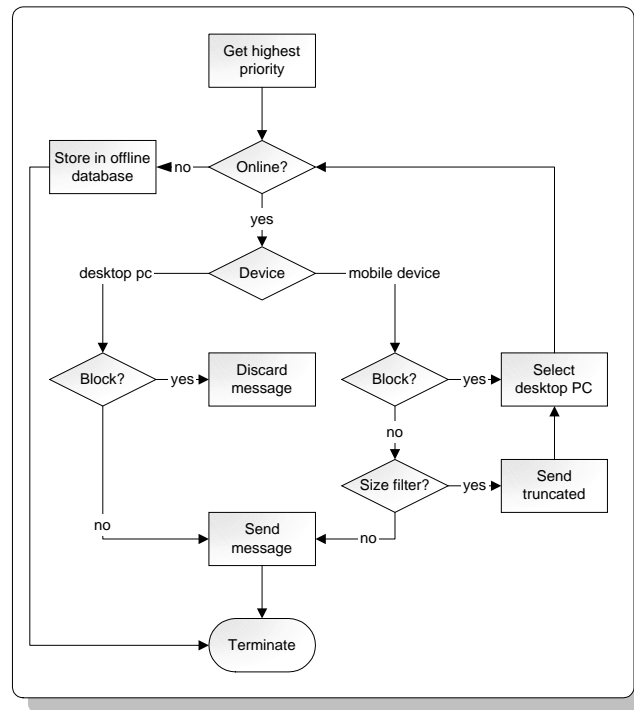 Get highest
priority
Store in offline
database
no
Online?
yes
desktop pc
Device
mobile device
Block?
yes
Discard
message
Block?
yes
Select
desktop PC
no
Size filter?
yes
Send
truncated
no
Send
message
no
Terminate